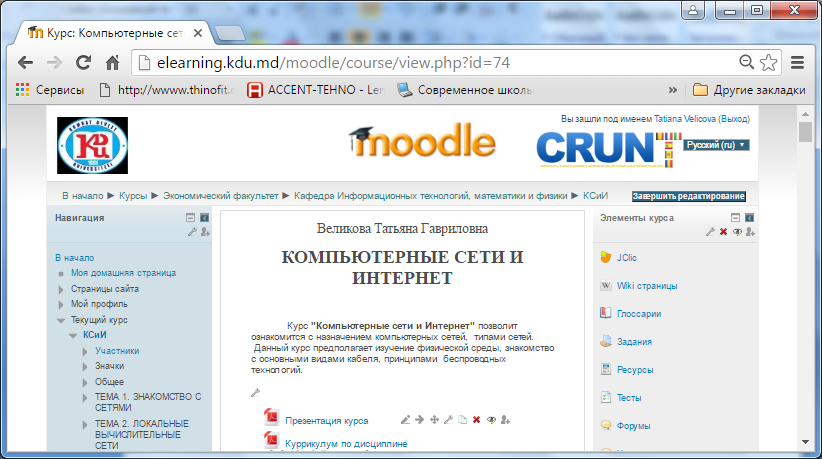 Курс: Компьютерные сет
elearning.kdu.md/moodle/course/view.php?id=74
Сервисы http://wwww.thinofit.c ACCENT-TEHNO - Ler Современное школь » Другие закладки
Вы зашли под именем Tatiana Velicova (Выход)
moodle
CRUNT
Русский (ru)
В начало ► Курсы ► Экономический факультет ► Кафедра Информационных технологий, математики и физики ► КСиИ
Завершить редактирование
Навигация
В начало
Моя домашняя страница
Страницы сайта
Мой профиль
Текущий курс
КСиИ
Участники
Значки
Общее
ТЕМА 1. ЗНАКОМСТВО С
СЕТЯМИ
ТЕМА 2. ЛОКАЛЬНЫЕ
ВЫЧИСЛИТЕЛЬНЫЕ
СЕТИ
Великова Татьяна Гавриловна
КОМПЬЮТЕРНЫЕ СЕТИ И
ИНТЕРНЕТ
Курс "Компьютерные сети и Интернет" позволит
ознакомится с назначением компьютерных сетей, типами сетей.
Данный курс предполагает изучение физической среды, знакомство
с основными видами кабеля, принципами беспроводных
технологий.
Презентация курса
Куррикулум по дисциплине
Элементы курса
JClic
Wiki страницы
Глоссарии
Задания
Ресурсы
Тесты
Форумы